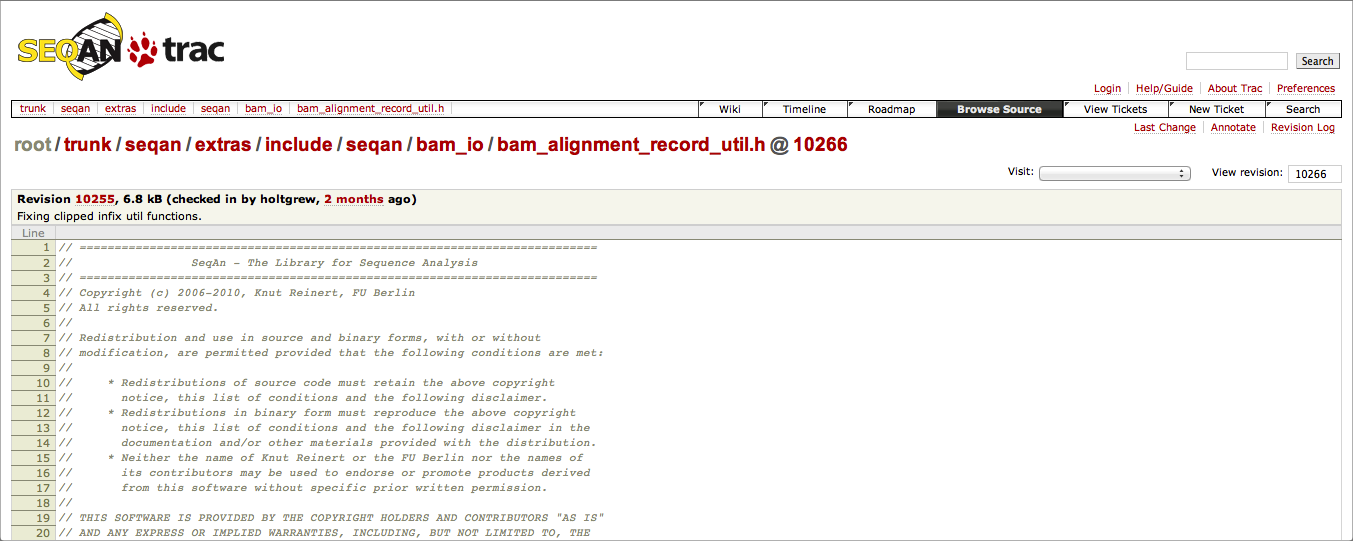 SEQAN trac
Search
Login Help/Guide About Trac Preferences
trunk seqan extras include seqan bam_io bam_alignment_record_util.h Wiki Timeline Roadmap Browse Source View Tickets New Ticket Search
Last Change Annotate Revision Log
root/trunk/seqan/extras/include/seqan/bam_io/bam_alignment_record_util.h @ 10266
Visit: View revision: 10266
Revision 10255, 6.8 kB (checked in by holtgrew, 2 months ago)
Fixing clipped infix util functions.
Line
1 // ==========================================================================
2 // SeqAn - The Library for Sequence Analysis
3 // ==========================================================================
4 // Copyright (c) 2006-2010, Knut Reinert, FU Berlin
5 // All rights reserved.
6 //
7 // Redistribution and use in source and binary forms, with or without
8 // modification, are permitted provided that the following conditions are met:
9 //
10 // * Redistributions of source code must retain the above copyright
11 // notice, this list of conditions and the following disclaimer.
12 // * Redistributions in binary form must reproduce the above copyright
13 // notice, this list of conditions and the following disclaimer in the
14 // documentation and/or other materials provided with the distribution.
15 // * Neither the name of Knut Reinert or the FU Berlin nor the names of
16 // its contributors may be used to endorse or promote products derived
17 // from this software without specific prior written permission.
18 //
19 // THIS SOFTWARE IS PROVIDED BY THE COPYRIGHT HOLDERS AND CONTRIBUTORS "AS IS"
20 // AND ANY EXPRESS OR IMPLIED WARRANTIES, INCLUDING, BUT NOT LIMITED TO, THE